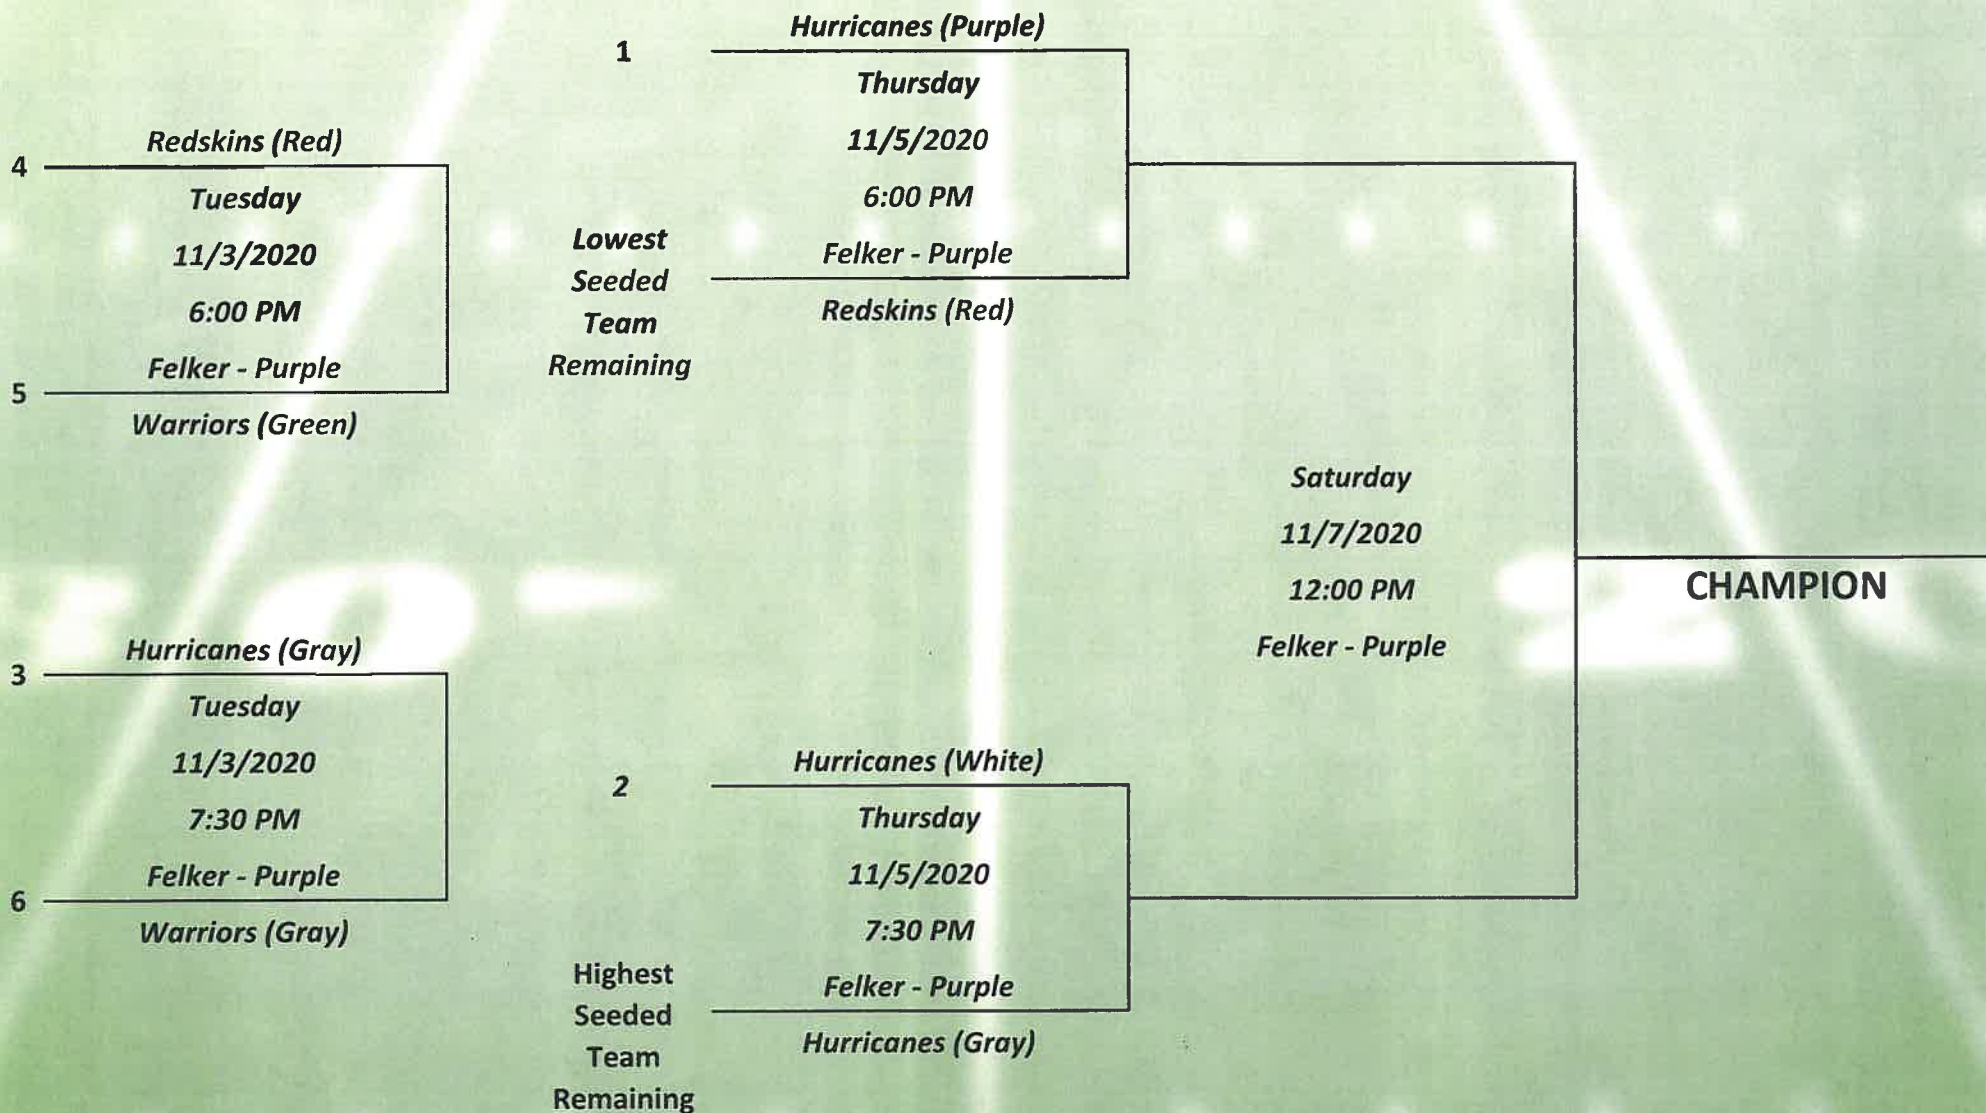 4
Redskins (Red)
Tuesday
11/3/2020
6:00 PM
Felker - Purple
5
Warriors (Green)
3
Hurricanes (Gray)
Tuesday
11/3/2020
7:30 PM
Felker - Purple
6
Warriors (Gray)
1
Hurricanes (Purple)
Thursday
11/5/2020
6:00 PM
Felker - Purple
Lowest
Seeded
Team
Remaining
Redskins (Red)
2
Hurricanes (White)
Thursday
11/5/2020
7:30 PM
Felker - Purple
Highest
Seeded
Team
Remaining
Hurricanes (Gray)
Saturday
11/7/2020
12:00 PM
Felker - Purple
CHAMPION